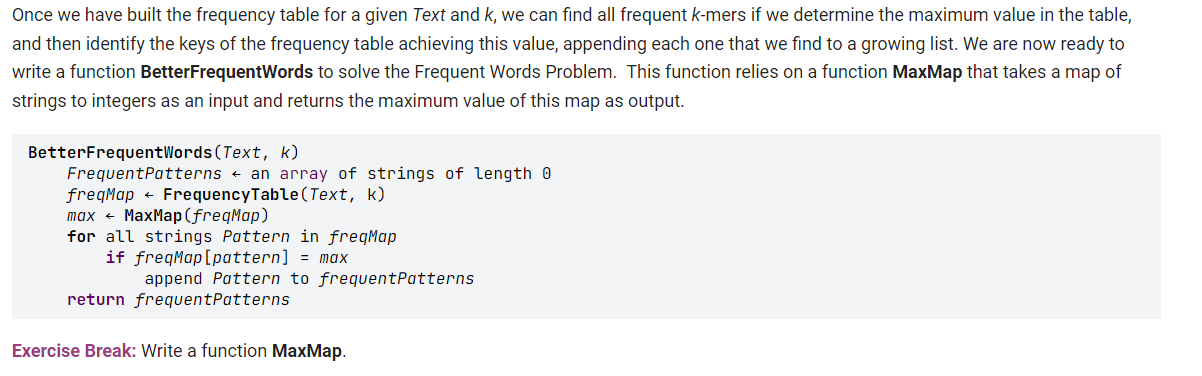 Once we have built the frequency table for a given Text and k, we can find all frequent k-mers if we determine the maximum value in the table,
and then identify the keys of the frequency table achieving this value, appending each one that we find to a growing list. We are now ready to
write a function BetterFrequentWords to solve the Frequent Words Problem.  This function relies on a function MaxMap that takes a map of
strings to integers as an input and returns the maximum value of this map as output.
BetterFrequentWords(Text, k)
    FrequentPatterns ← an array of strings of length 0
    freqMap ← FrequencyTable(Text, k)
    max ← MaxMap(freqMap)
    for all strings Pattern in freqMap
        if freqMap[pattern] = max
            append Pattern to frequentPatterns
    return frequentPatterns
Exercise Break: Write a function MaxMap.